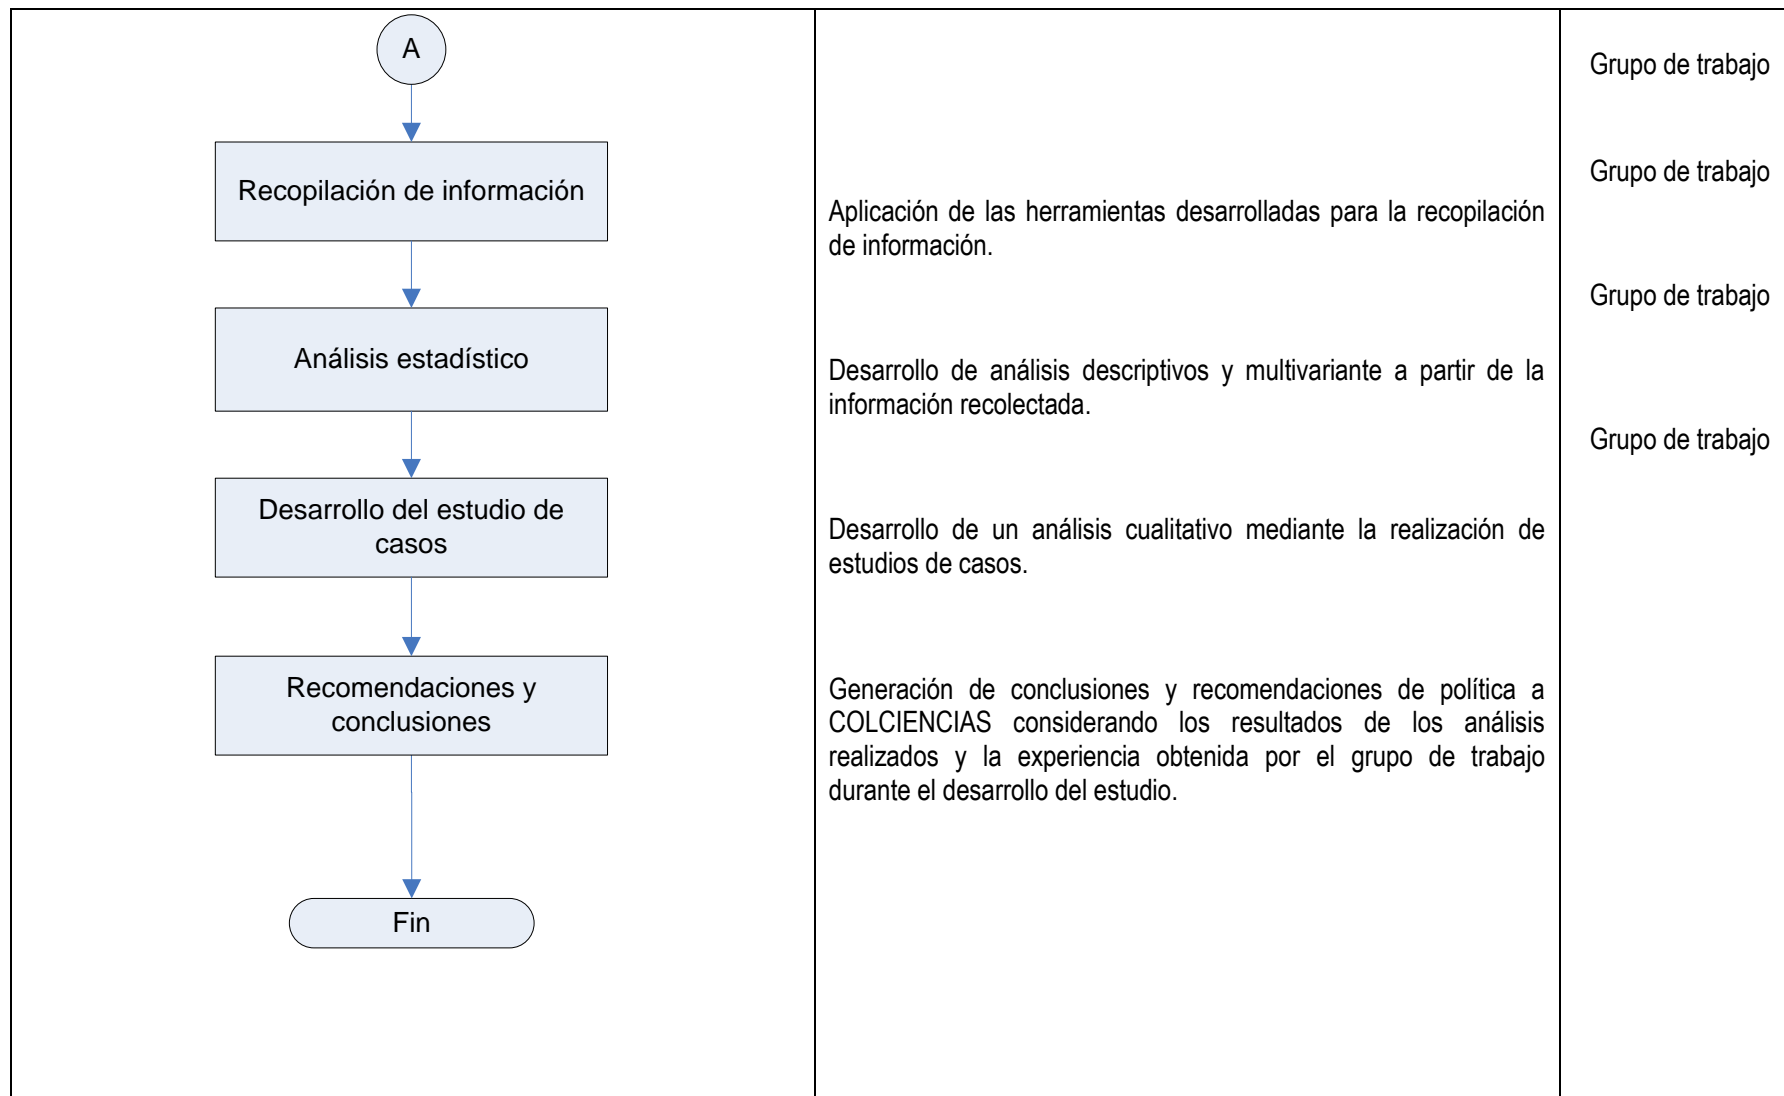 A
Recopilación de información
Análisis estadístico
Desarrollo del estudio de
casos
Recomendaciones y
conclusiones
Fin
Aplicación de las herramientas desarrolladas para la recopilación
de información.
Desarrollo de análisis descriptivos y multivariante a partir de la
información recolectada.
Desarrollo de un análisis cualitativo mediante la realización de
estudios de casos.
Generación de conclusiones y recomendaciones de política a
COLCIENCIAS considerando los resultados de los análisis
realizados y la experiencia obtenida por el grupo de trabajo
durante el desarrollo del estudio.
Grupo de trabajo
Grupo de trabajo
Grupo de trabajo
Grupo de trabajo